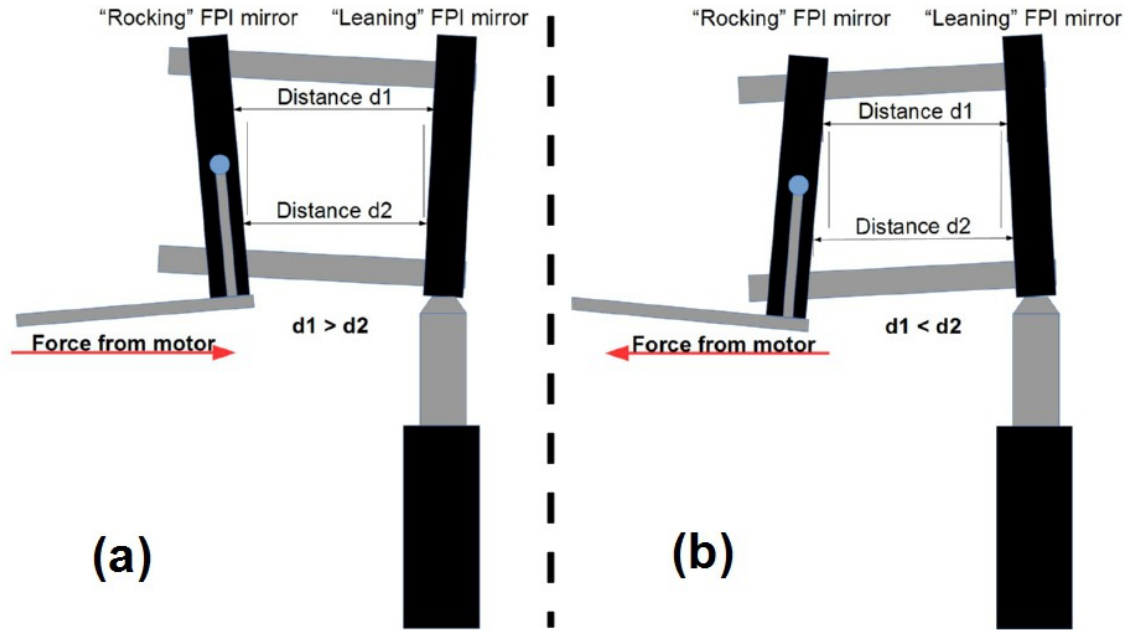 “Rocking” FPI mirror
“Leaning” FPI mirror
Distance d1
Distance d2
d1 > d2
Force from motor
(a)
“Rocking” FPI mirror
“Leaning” FPI mirror
Distance d1
Distance d2
d1 < d2
Force from motor
(b)